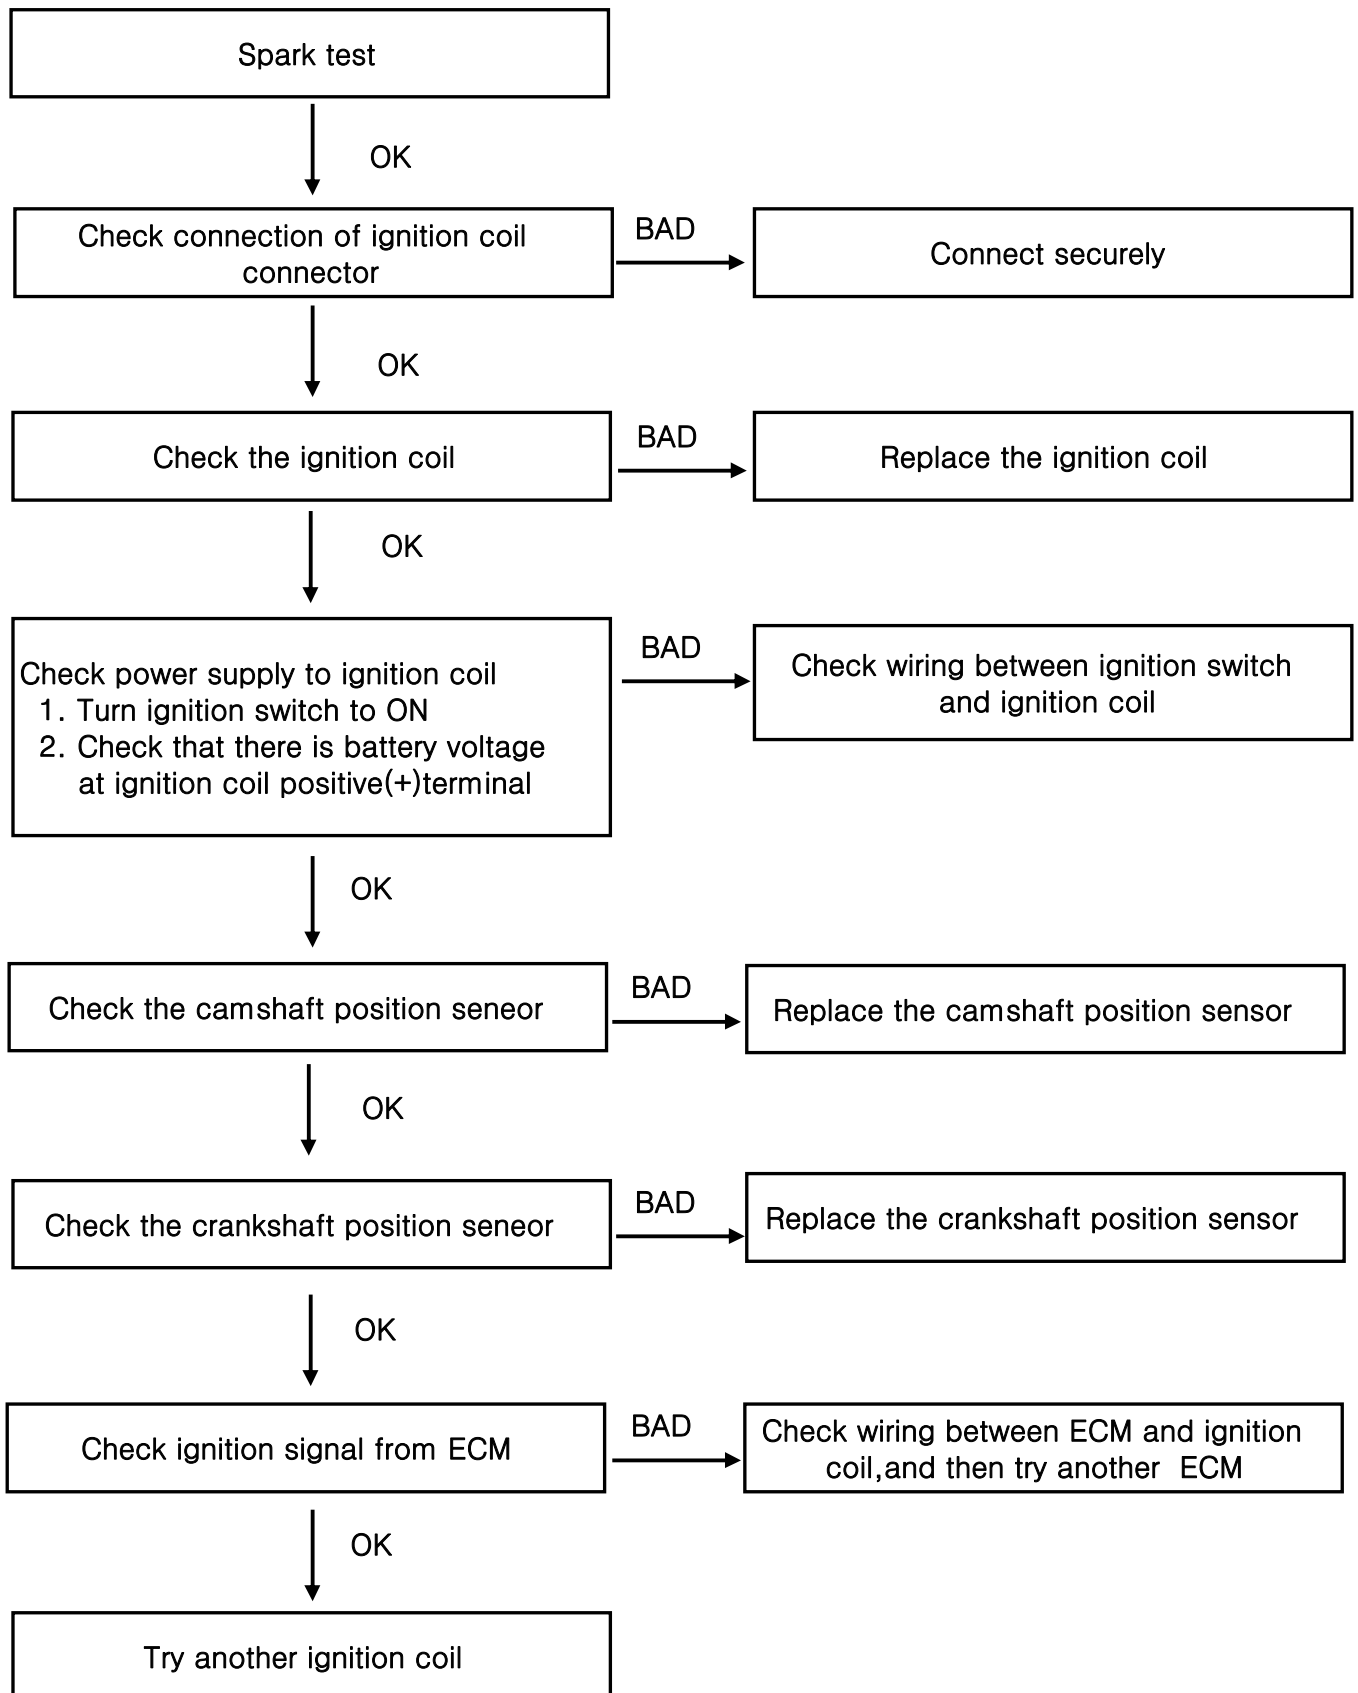 Spark test
OK
Check connection of ignition coil
connector
BAD
Connect securely
OK
Check the ignition coil
BAD
Replace the ignition coil
OK
Check power supply to ignition coil
1. Turn ignition switch to ON
2. Check that there is battery voltage
at ignition coil positive(+)terminal
BAD
Check wiring between ignition switch
and ignition coil
OK
Check the camshaft position seneor
BAD
Replace the camshaft position sensor
OK
Check the crankshaft position seneor
BAD
Replace the crankshaft position sensor
OK
Check ignition signal from ECM
BAD
Check wiring between ECM and ignition
coil,and then try another ECM
OK
Try another ignition coil